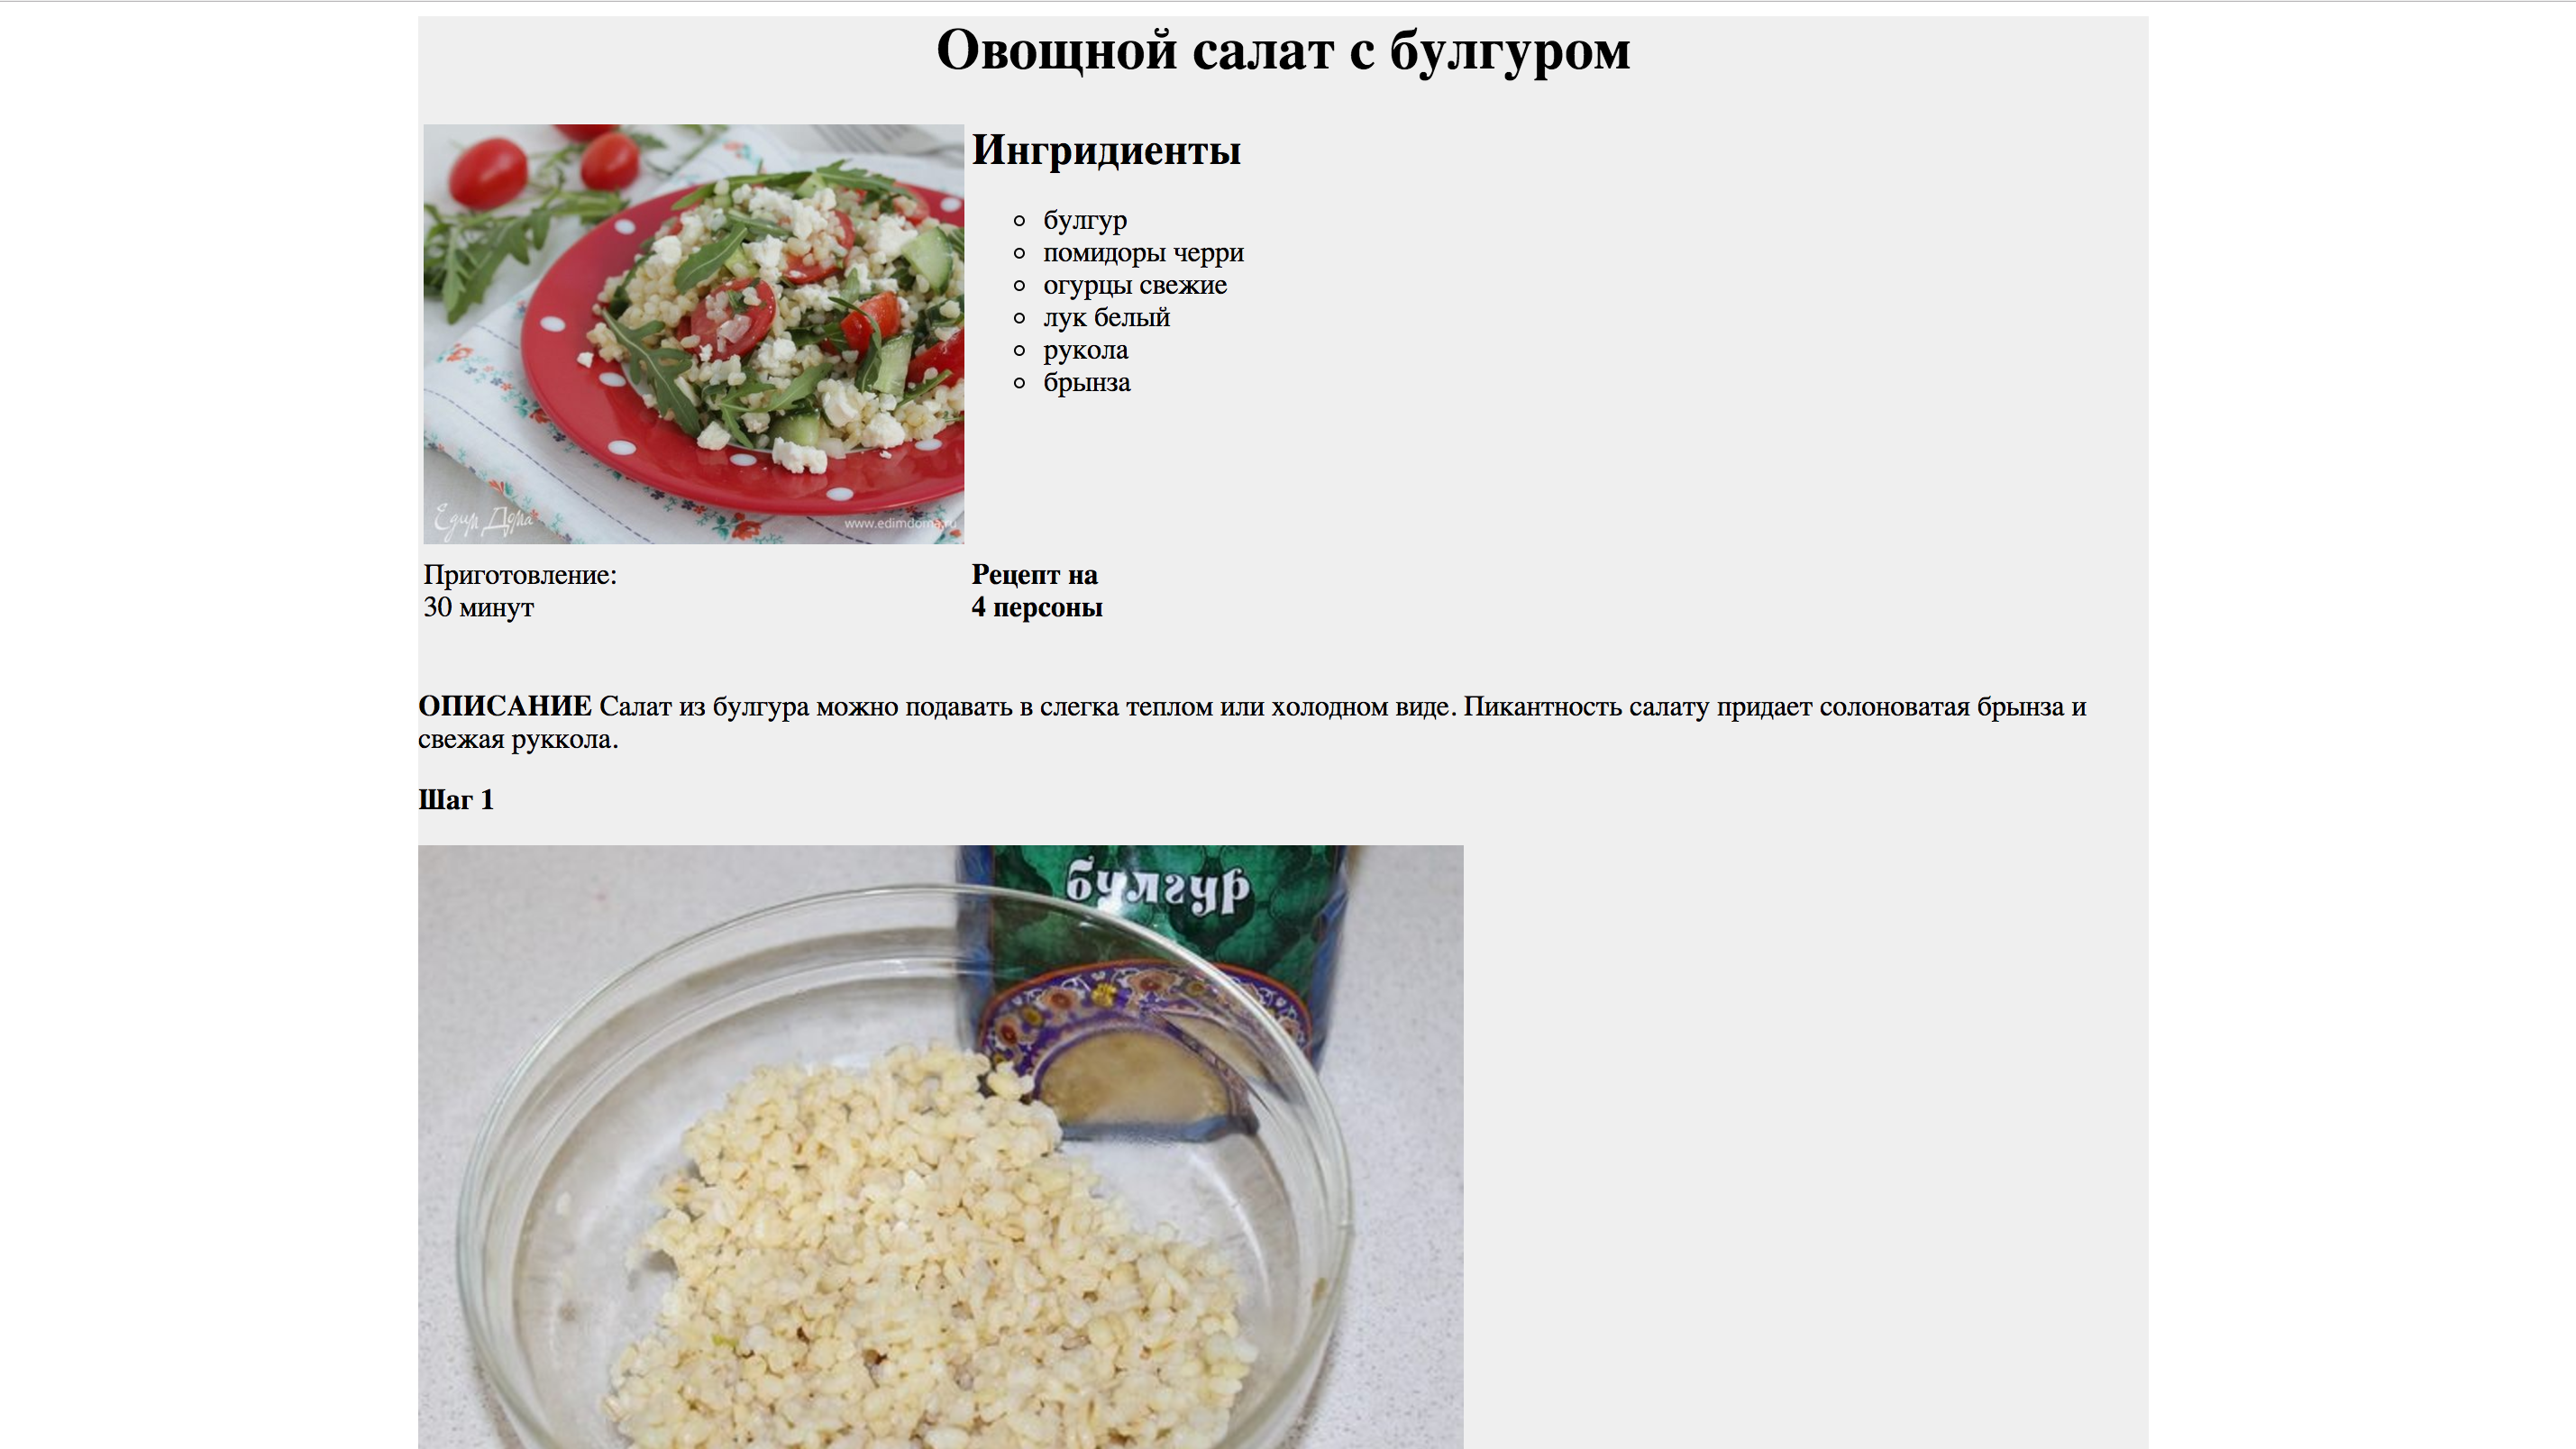 Овощной салат с булгуром
Ингридиенты
булгур
помидоры черри
огурцы свежие
лук белый
рукола
брынза
Едим Дома
www.edimdoma.ru
Приготовление:
30 минут
Рецепт на
4 персоны
ОПИСАНИЕ Салат из булгура можно подавать в слегка теплом или холодном виде. Пикантность салату придает солоноватая брынза и
свежая руккола.
Шаг 1
булгур